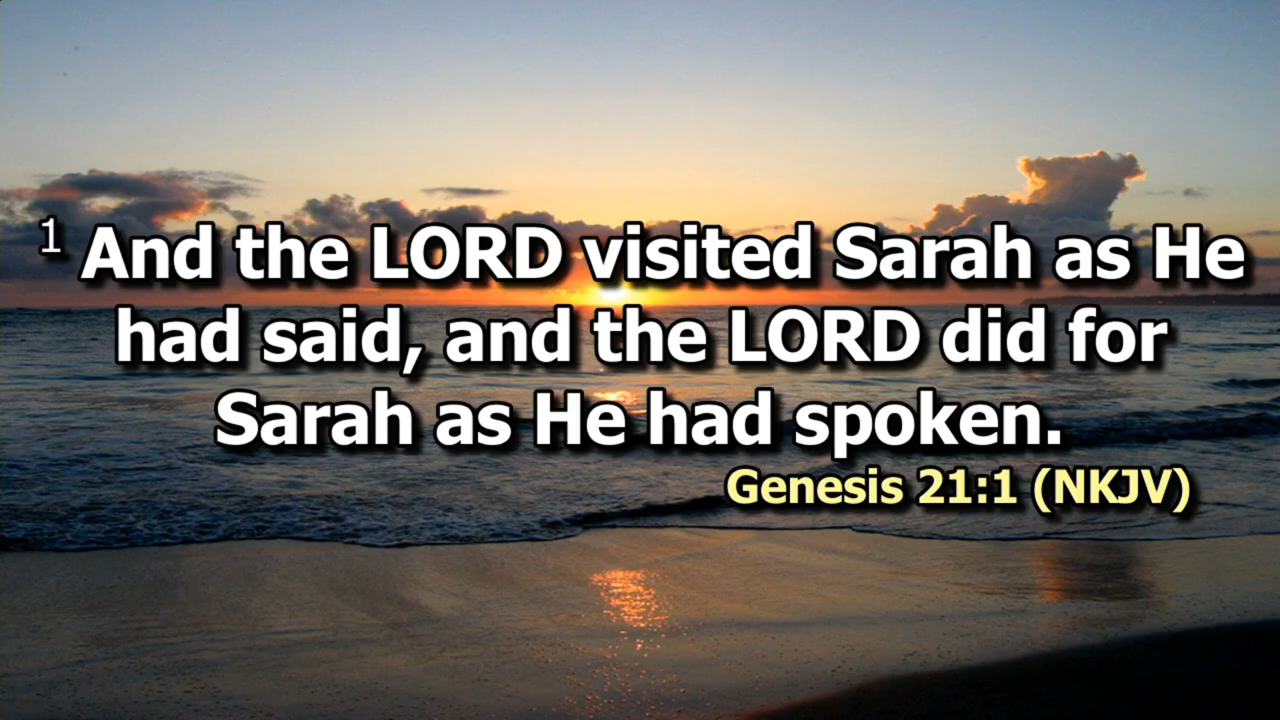 1 And the LORD visited Sarah as He
had said, and the LORD did for
Sarah as He had spoken.
Genesis 21:1 (NKJV)